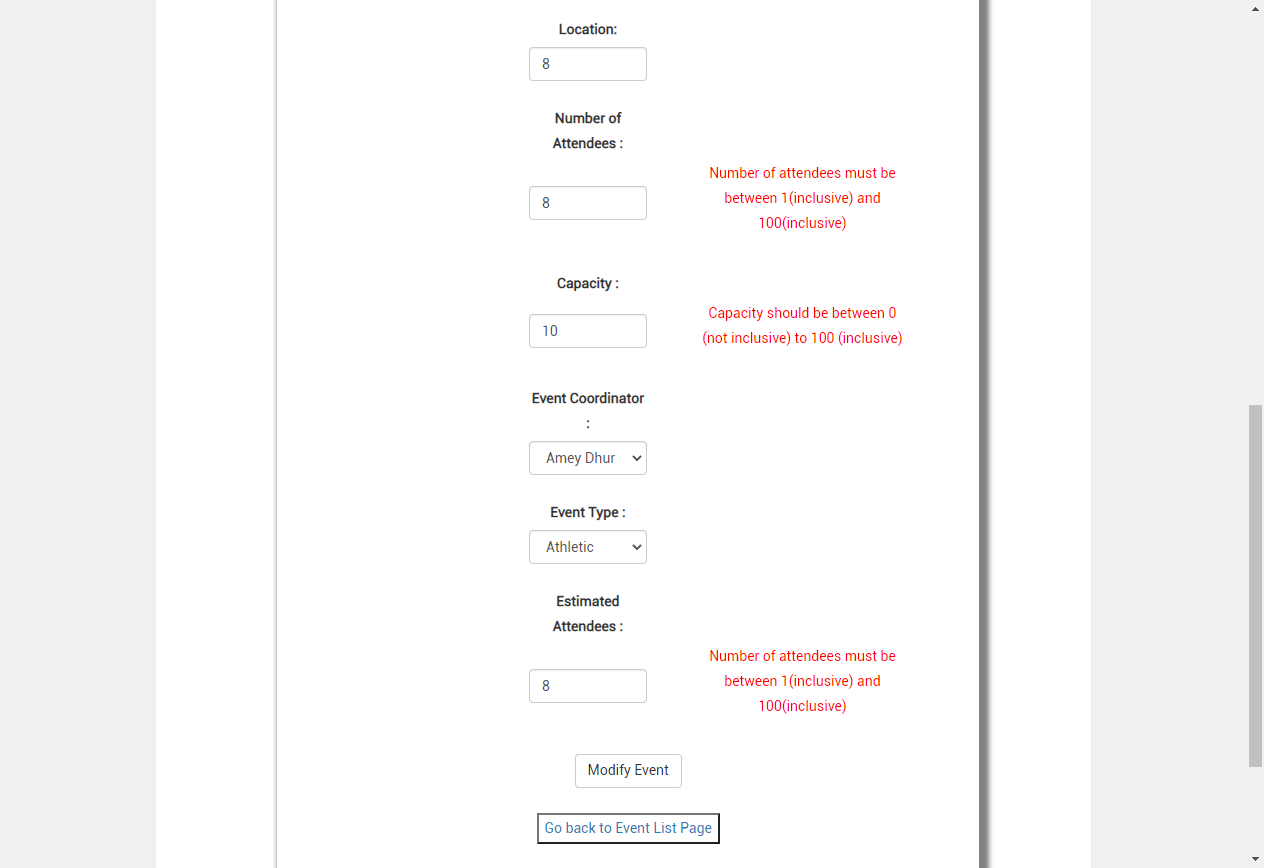 Location:
8
Number of
Attendees :
8
Number of attendees must be
between 1(inclusive) and
100(inclusive)
Capacity :
10
Capacity should be between 0
(not inclusive) to 100 (inclusive)
Event Coordinator
:
Amey Dhur
Event Type :
Athletic
Estimated
Attendees :
8
Number of attendees must be
between 1(inclusive) and
100(inclusive)
Modify Event
Go back to Event List Page